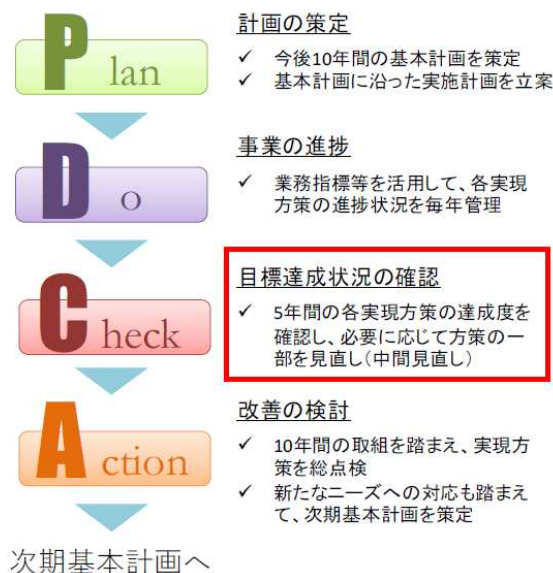 Plan
計画の策定
✓ 今後10年間の基本計画を策定
✓ 基本計画に沿った実施計画を立案
Do
事業の進捗
✓ 業務指標等を活用して、各実現
方策の進捗状況を毎年管理
Check
目標達成状況の確認
✓ 5年間の各実現方策の達成度を
確認し、必要に応じて方策の一
部を見直し（中間見直し）
Action
改善の検討
✓ 10年間の取組を踏まえ、実現方
策を総点検
✓ 新たなニーズへの対応も踏まえ
て、次期基本計画を策定
次期基本計画へ